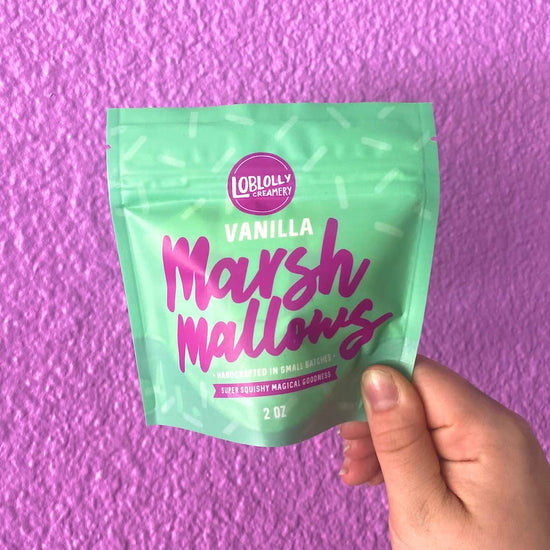 LOBLOLLY
CREAMERY
VANILLA
Marsh
mallows
· HANDCRAFTED IN SMALL BATCHES ·
SUPER SQUISHY MAGICAL GOODNESS
2 OZ